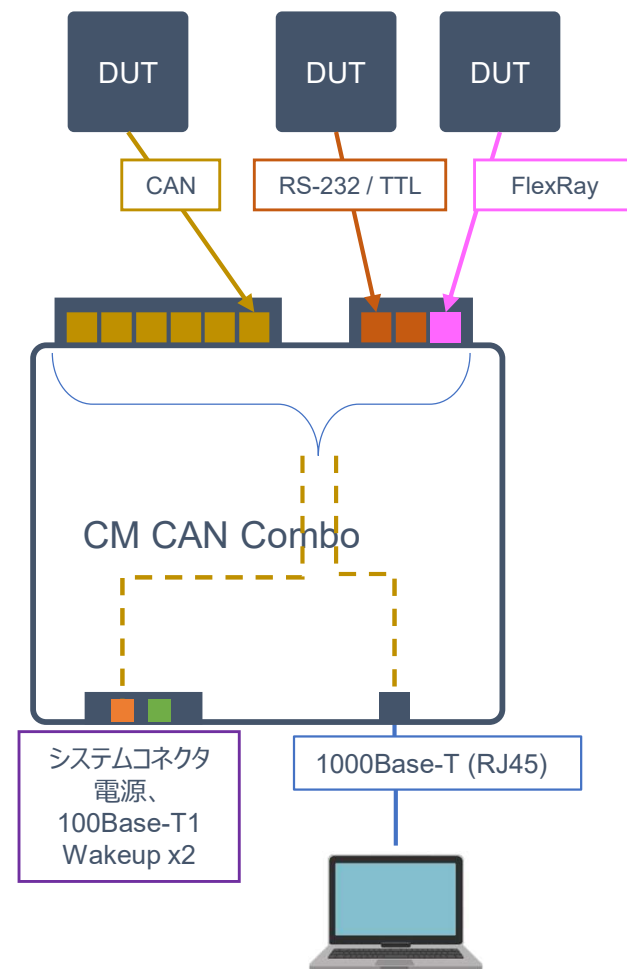 DUT
DUT
DUT
CAN
RS-232 / TTL
FlexRay
CM CAN Combo
システムコネクタ
電源、
100Base-T1
Wakeup x2
1000Base-T (RJ45)